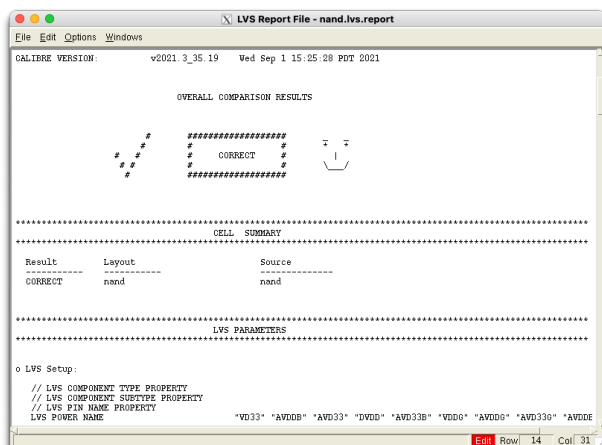 LVS Report File - nand.lvs.report
File Edit Options Windows
CALIBRE VERSION: v2021.3_35.19 Wed Sep 1 15:25:28 PDT 2021
OVERALL COMPARISON RESULTS
# ################### _ _
# # # * *
# # # CORRECT # |
# # # # \___/
# ###################
**************************************************************************************************************
CELL SUMMARY
**************************************************************************************************************
Result Layout Source
----------- ----------- --------------
CORRECT nand nand
**************************************************************************************************************
LVS PARAMETERS
**************************************************************************************************************
o LVS Setup:
// LVS COMPONENT TYPE PROPERTY
// LVS COMPONENT SUBTYPE PROPERTY
// LVS PIN NAME PROPERTY
LVS POWER NAME "VD33" "AVDDB" "AVD33" "DVDD" "AVD33B" "VDDG" "AVDDG" "AVD33G" "AVDDE
Edit Row 14 Col 31